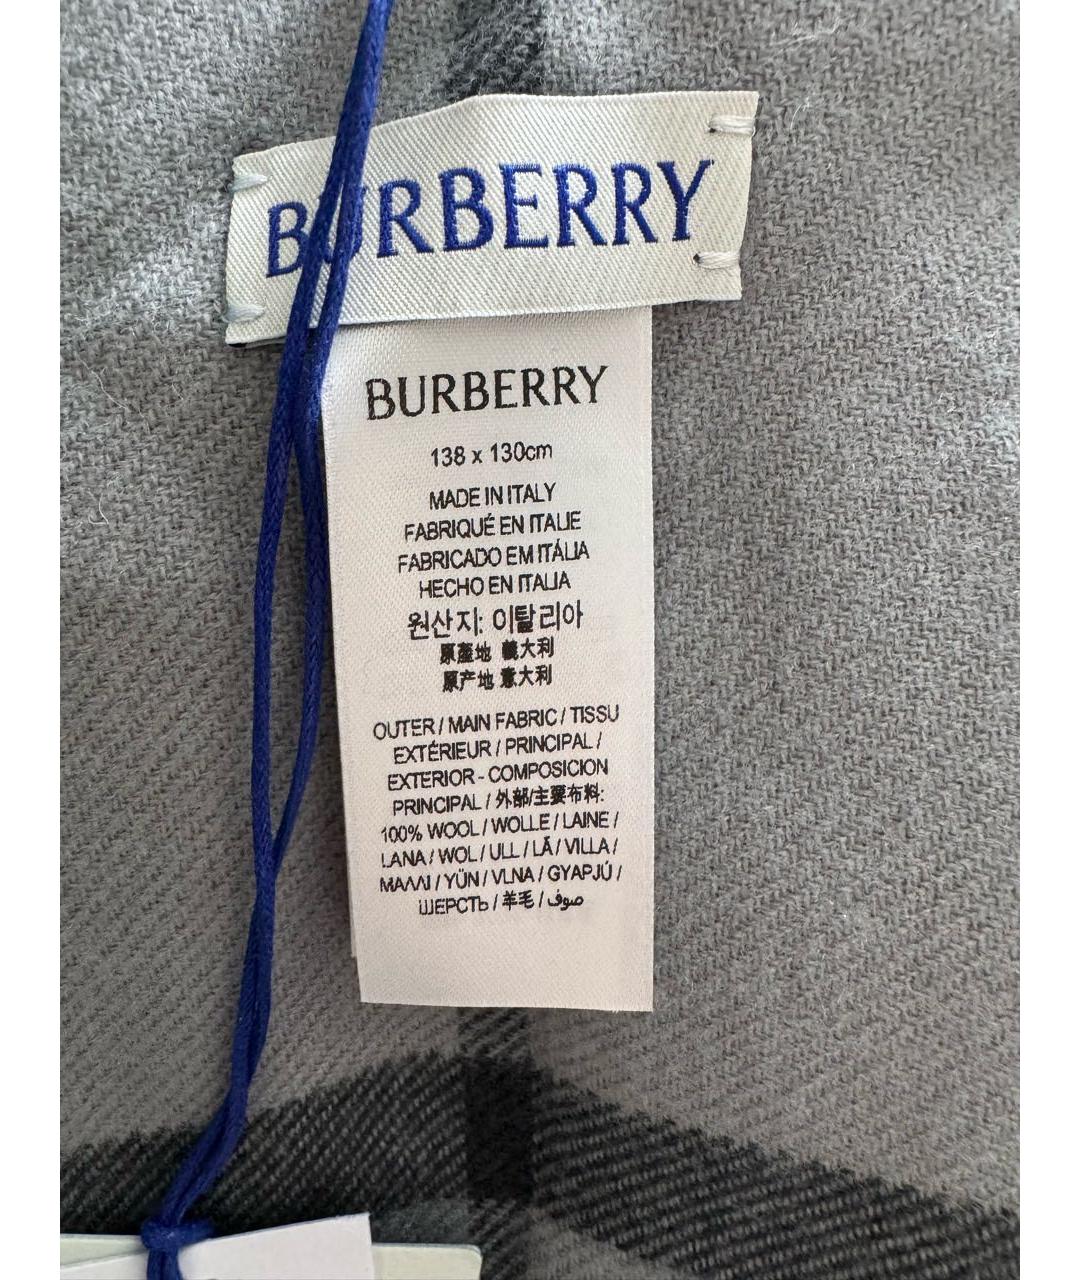 BURBERRY
BURBERRY
138 x 130cm
MADE IN ITALY
FABRIQUÉ EN ITALIE
FABRICADO EM ITÁLIA
HECHO EN ITALIA
원산지: 이탈리아
原產地 義大利
原产地 意大利
OUTER / MAIN FABRIC / TISSU
EXTÉRIEUR / PRINCIPAL /
EXTERIOR - COMPOSICION
PRINCIPAL / 外部/主要布料:
100% WOOL / WOLLE / LAINE /
LANA / WOL / ULL / LÃ / VILLA /
ΜΑΛΛΙ / YÜN / VLNA / GYAPJÚ /
ШЕРСТЬ / 羊毛 / صوف